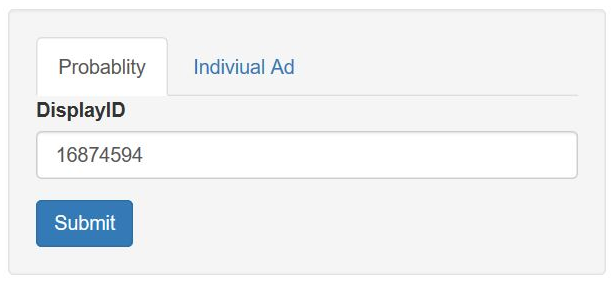 Probablity Indiviual Ad
DisplayID
16874594
Submit